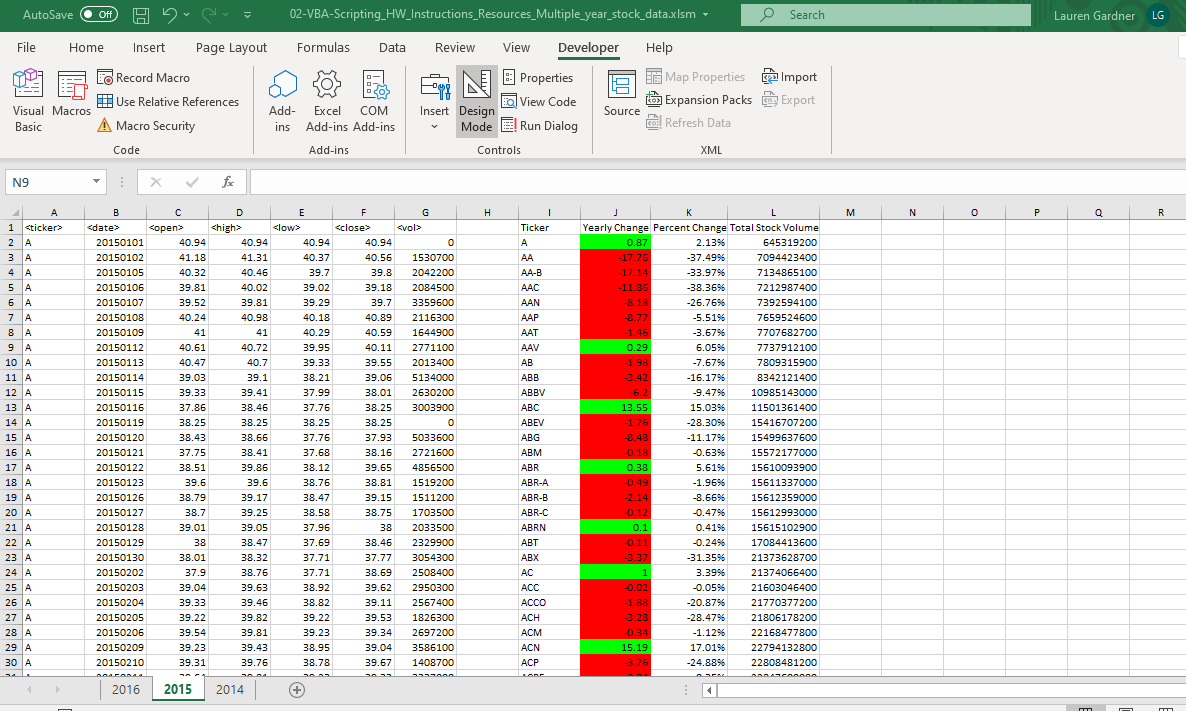 AutoSave Off 02-VBA-Scripting_HW_Instructions_Resources_Multiple_year_stock_data.xlsm Search Lauren Gardner LG
File Home Insert Page Layout Formulas Data Review View Developer Help
Visual Basic Macros Record Macro Use Relative References Macro Security Add-ins Excel Add-ins COM Add-ins Insert Design Mode Properties View Code Run Dialog Source Map Properties Expansion Packs Refresh Data Import Export
Code Add-ins Controls XML
N9 fx
A B C D E F G H I J K L M N O P Q R
1 <ticker> <date> <open> <high> <low> <close> <vol> Ticker Yearly Change Percent Change Total Stock Volume
2 A 20150101 40.94 40.94 40.94 40.94 0 A 0.87 2.13% 645319200
3 A 20150102 41.18 41.31 40.37 40.56 1530700 AA -17.76 -37.49% 7094423400
4 A 20150105 40.32 40.46 39.7 39.8 2042200 AA-B -17.14 -33.97% 7134865100
5 A 20150106 39.81 40.02 39.02 39.18 2084500 AAC -11.86 -38.36% 7212987400
6 A 20150107 39.52 39.81 39.29 39.7 3359600 AAN -8.18 -26.76% 7392594100
7 A 20150108 40.24 40.98 40.18 40.89 2116300 AAP -8.77 -5.51% 7659524600
8 A 20150109 41 41 40.29 40.59 1644900 AAT -1.46 -3.67% 7707682700
9 A 20150112 40.61 40.72 39.95 40.11 2771100 AAV 0.29 6.05% 7737912100
10 A 20150113 40.47 40.7 39.33 39.55 2013400 AB -1.98 -7.67% 7809315900
11 A 20150114 39.03 39.1 38.21 39.06 5134000 ABB -3.42 -16.17% 8342121400
12 A 20150115 39.33 39.41 37.99 38.01 2630200 ABBV -6.2 -9.47% 10985143000
13 A 20150116 37.86 38.46 37.76 38.25 3003900 ABC 13.55 15.03% 11501361400
14 A 20150119 38.25 38.25 38.25 38.25 0 ABEV -1.76 -28.30% 15416707200
15 A 20150120 38.43 38.66 37.76 37.93 5033600 ABG -8.48 -11.17% 15499637600
16 A 20150121 37.75 38.41 37.68 38.16 2721600 ABM -0.18 -0.63% 15572177000
17 A 20150122 38.51 39.86 38.12 39.65 4856500 ABR 0.38 5.61% 15610093900
18 A 20150123 39.6 39.6 38.76 38.81 1519200 ABR-A -0.49 -1.96% 15611337000
19 A 20150126 38.79 39.17 38.47 39.15 1511200 ABR-B -2.14 -8.66% 15612359000
20 A 20150127 38.7 39.25 38.58 38.75 1703500 ABR-C -0.12 -0.47% 15612993000
21 A 20150128 39.01 39.05 37.96 38 2033500 ABRN 0.1 0.41% 15615102900
22 A 20150129 38 38.47 37.69 38.46 2329900 ABT -0.11 -0.24% 17084413600
23 A 20150130 38.01 38.32 37.71 37.77 3054300 ABX -3.37 -31.35% 21373628700
24 A 20150202 37.9 38.76 37.71 38.69 2508400 AC 1 3.39% 21374066400
25 A 20150203 39.04 39.63 38.92 39.62 2950300 ACC -0.02 -0.05% 21603046400
26 A 20150204 39.33 39.46 38.82 39.11 2567400 ACCO -1.88 -20.87% 21770377200
27 A 20150205 39.22 39.82 39.22 39.53 1826300 ACH -3.28 -28.47% 21806178200
28 A 20150206 39.54 39.81 39.23 39.34 2697200 ACM -0.34 -1.12% 22168477800
29 A 20150209 39.23 39.43 38.95 39.04 3586100 ACN 15.19 17.01% 22794132800
30 A 20150210 39.31 39.76 38.78 39.67 1408700 ACP -3.76 -24.88% 22808481200
2016 2015 2014